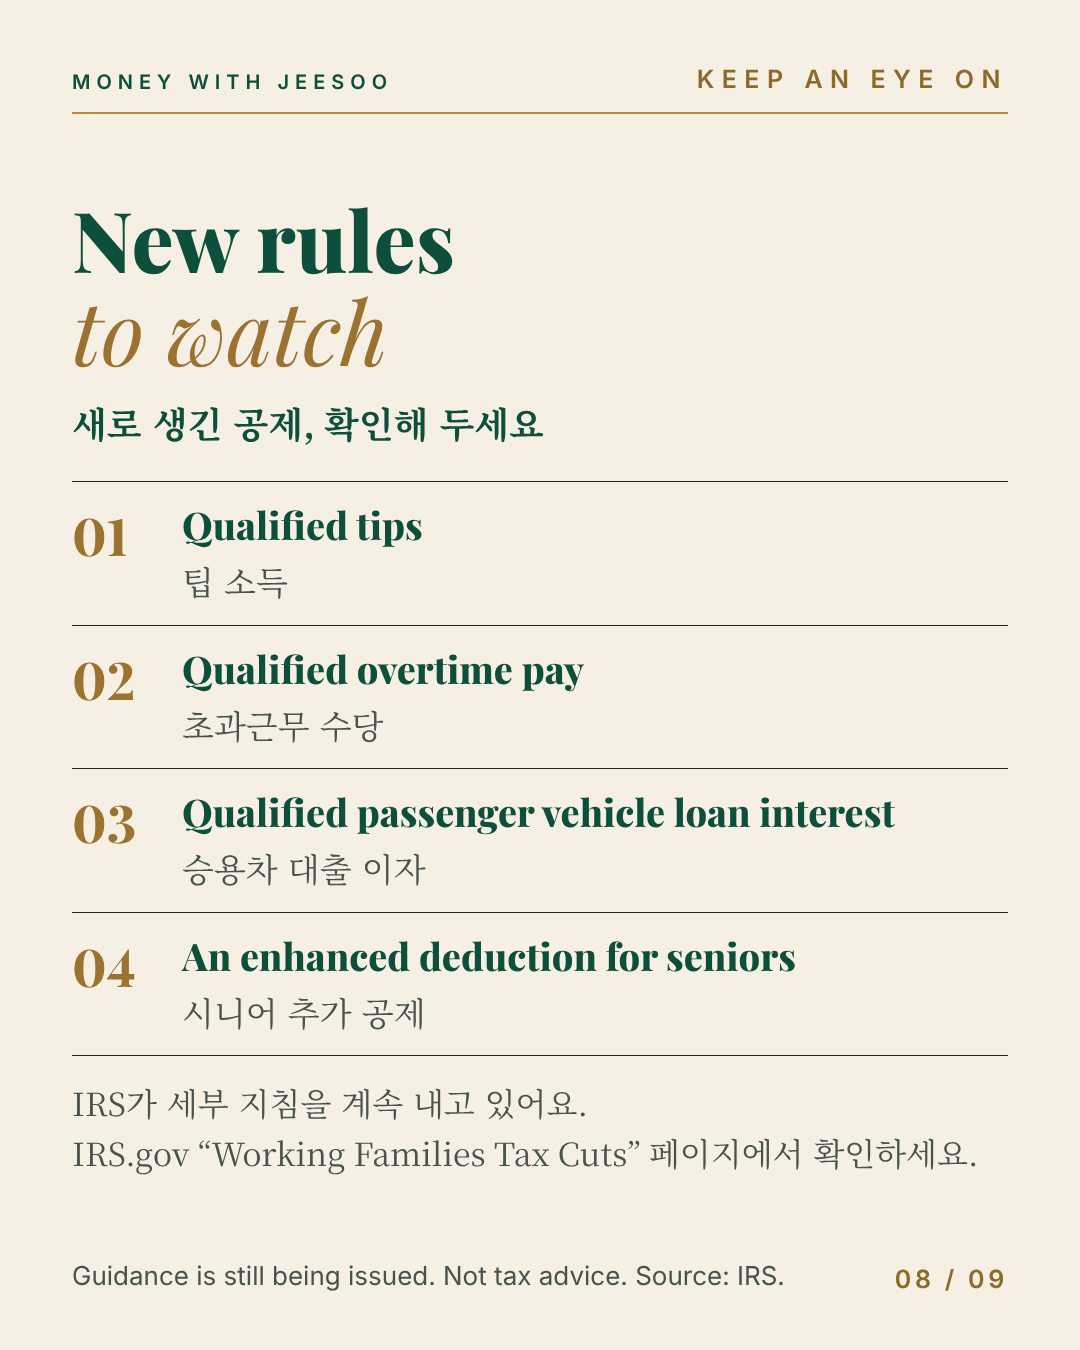 MONEY WITH JEESOO
KEEP AN EYE ON
New rules
to watch
새로 생긴 공제, 확인해 두세요
01
Qualified tips
팁 소득
02
Qualified overtime pay
초과근무 수당
03
Qualified passenger vehicle loan interest
승용차 대출 이자
04
An enhanced deduction for seniors
시니어 추가 공제
IRS가 세부 지침을 계속 내고 있어요.
IRS.gov “Working Families Tax Cuts” 페이지에서 확인하세요.
Guidance is still being issued. Not tax advice. Source: IRS.
08 / 09